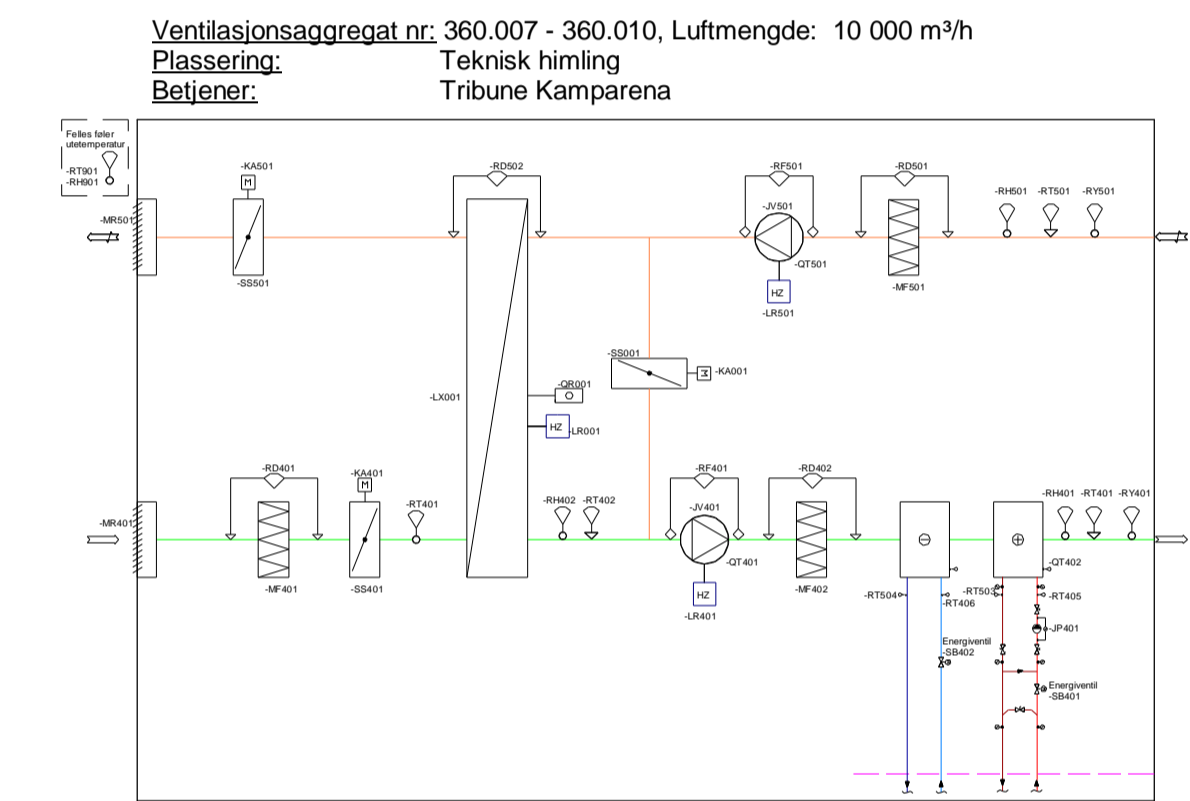 Ventilasjonsaggregat nr: 360.007 - 360.010, Luftmengde: 10 000 m³/h
Plassering: Teknisk himling
Betjener: Tribune Kamparena
Felles føler
utetemperatur
-RT901
-RH901
-KA501
M
-RD502
-RF501
-RD501
-MR501
-JV501
-RH501 -RT501 -RY501
-SS501
-QT501
-MF501
HZ
-LR501
-SS001
-KA001
M
-QR001
-LX001
HZ
-LR001
-RD401
-KA401
M
-RT401
-RH402 -RT402
-RF401
-RD402
-RH401 -RT401 -RY401
-MR401
-JV401
-QT401
-QT402
-MF401
-SS401
HZ
-LR401
-MF402
-RT504
-RT406
-RT503
-RT405
-JP401
Energiventil
-SB402
Energiventil
-SB401